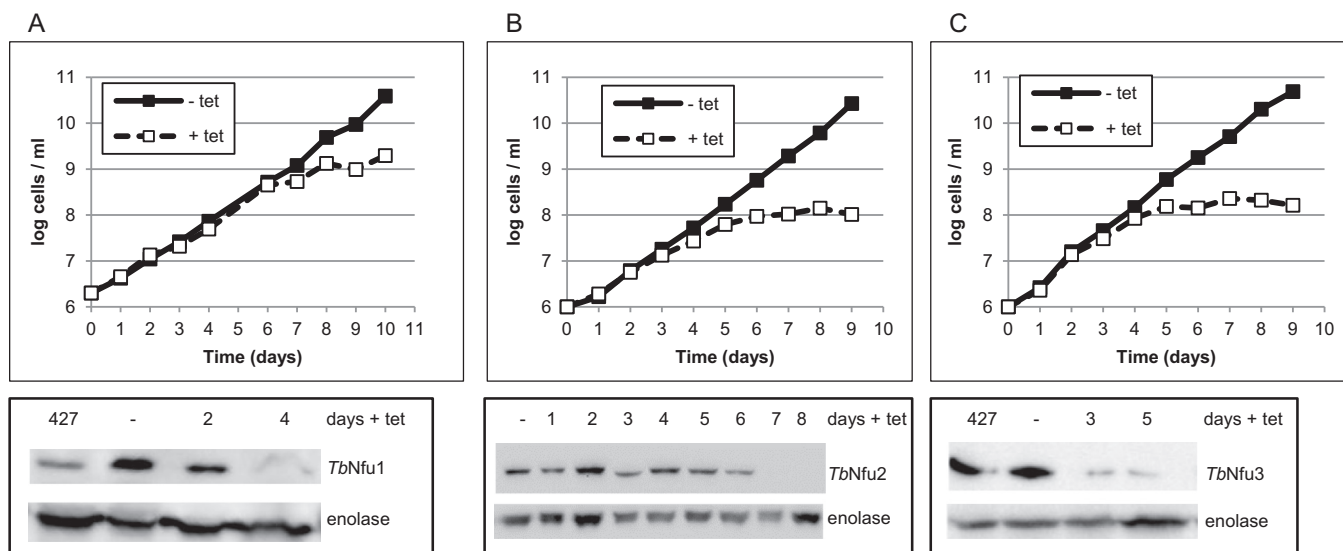 A
B
C
11
10
9
8
7
6
log cells / ml
- tet
+ tet
0 1 2 3 4 5 6 7 8 9 10 11
Time (days)
11
10
9
8
7
6
log cells / ml
- tet
+ tet
0 1 2 3 4 5 6 7 8 9 10
Time (days)
11
10
9
8
7
6
log cells / ml
- tet
+ tet
0 1 2 3 4 5 6 7 8 9 10
Time (days)
427 - 2 4 days + tet
TbNfu1
enolase
- 1 2 3 4 5 6 7 8 days + tet
TbNfu2
enolase
427 - 3 5 days + tet
TbNfu3
enolase